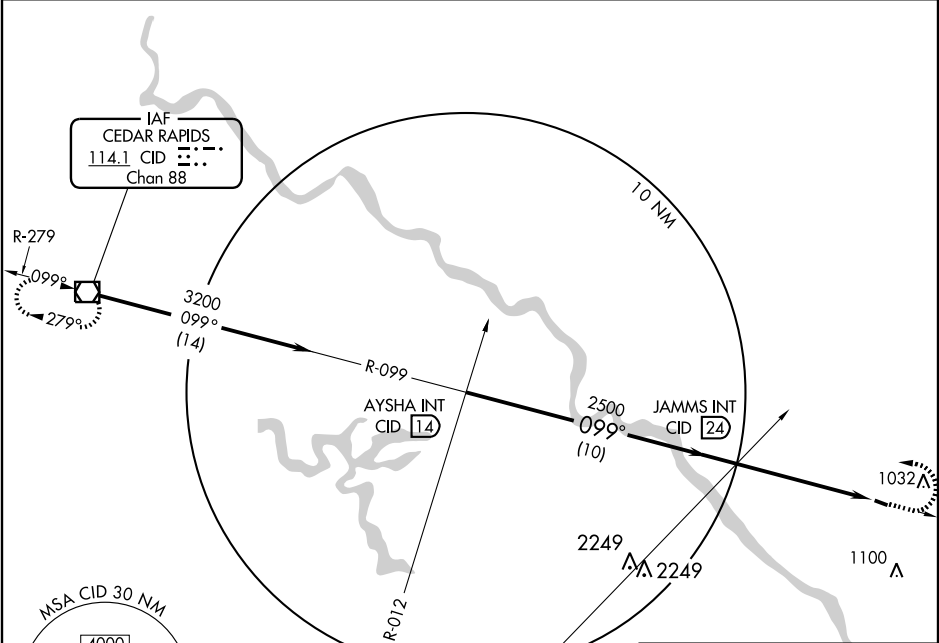 IAF
CEDAR RAPIDS
114.1 CID
Chan 88
10 NM
R-279
099°
279°
3200
099°
(14)
R-099
AYSHA INT
CID 14
2500
099°
(10)
JAMMS INT
CID 24
1032
2249
2249
1100
R-012
MSA CID 30 NM
4000